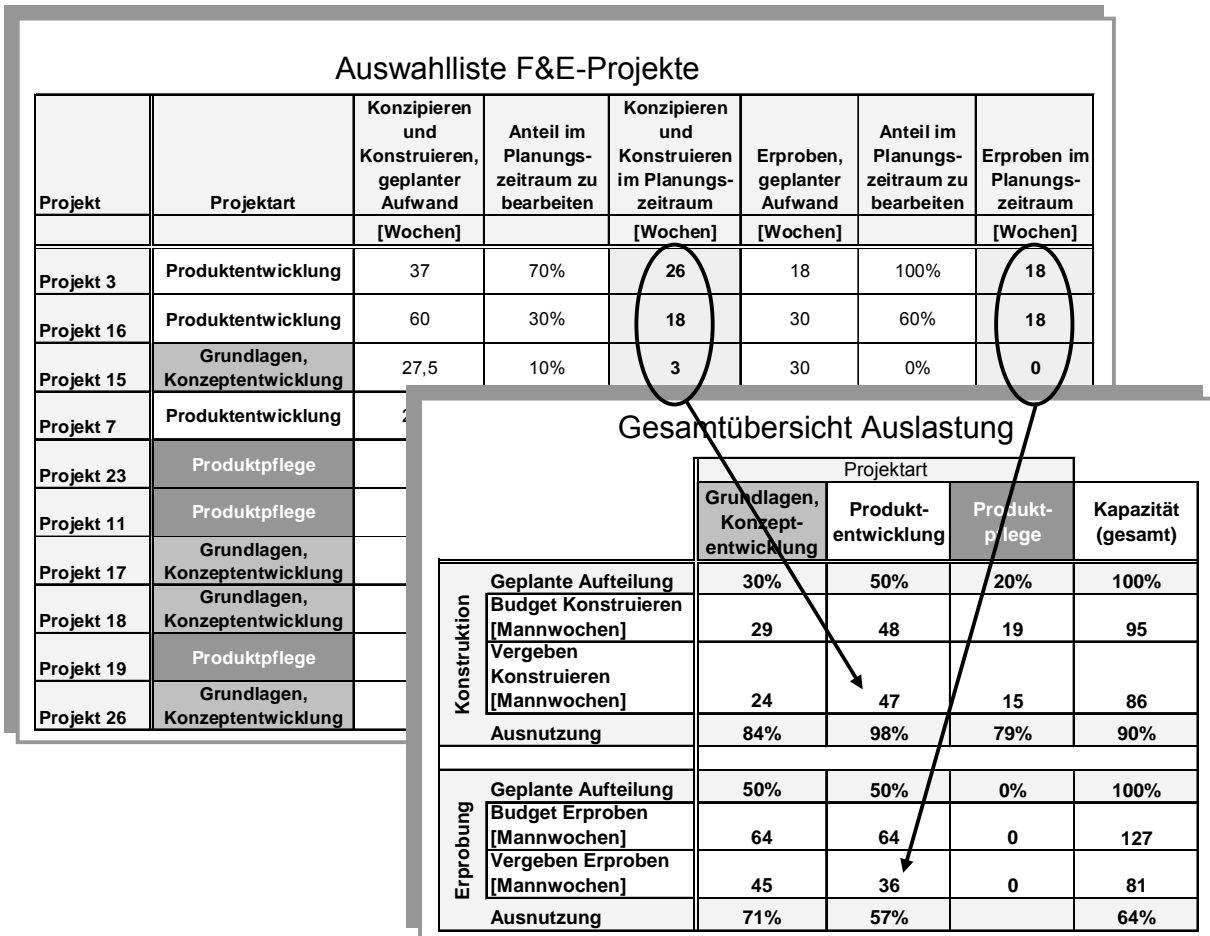 Auswahlliste F&E-Projekte
Konzipieren und Konstruieren, geplanter Aufwand
Anteil im Planungs- zeitraum zu bearbeiten
Konzipieren und Konstruieren im Planungs- zeitraum
Erproben, geplanter Aufwand
Anteil im Planungs- zeitraum zu bearbeiten
Erproben im Planungs- zeitraum
Projekt Projektart
[Wochen] [Wochen] [Wochen] [Wochen]
Projekt 3 Produktentwicklung 37 70% 26 18 100% 18
Projekt 16 Produktentwicklung 60 30% 18 30 60% 18
Projekt 15 Grundlagen, Konzeptentwicklung 27,5 10% 3 30 0% 0
Projekt 7 Produktentwicklung
Projekt 23 Produktpflege
Projekt 11 Produktpflege
Projekt 17 Grundlagen, Konzeptentwicklung
Projekt 18 Grundlagen, Konzeptentwicklung
Projekt 19 Produktpflege
Projekt 26 Grundlagen, Konzeptentwicklung
Gesamtübersicht Auslastung
Projektart
Grundlagen, Konzept- entwicklung
Produkt- entwicklung
Produkt- pflege
Kapazität (gesamt)
Konstruktion
Geplante Aufteilung 30% 50% 20% 100%
Budget Konstruieren
[Mannwochen] 29 48 19 95
Vergeben
Konstruieren
[Mannwochen] 24 47 15 86
Ausnutzung 84% 98% 79% 90%
Erprobung
Geplante Aufteilung 50% 50% 0% 100%
Budget Erproben
[Mannwochen] 64 64 0 127
Vergeben Erproben
[Mannwochen] 45 36 0 81
Ausnutzung 71% 57% 64%